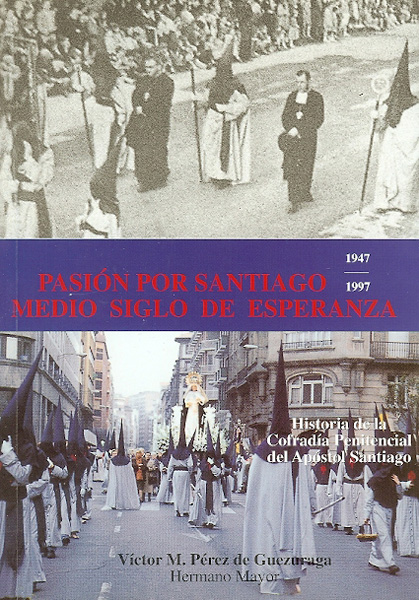 1947
1997
PASIÓN POR SANTIAGO
MEDIO SIGLO DE ESPERANZA
Historia de la
Cofradía Penitencial
del Apóstol Santiago
Víctor M. Pérez de Guezuraga
Hermano Mayor